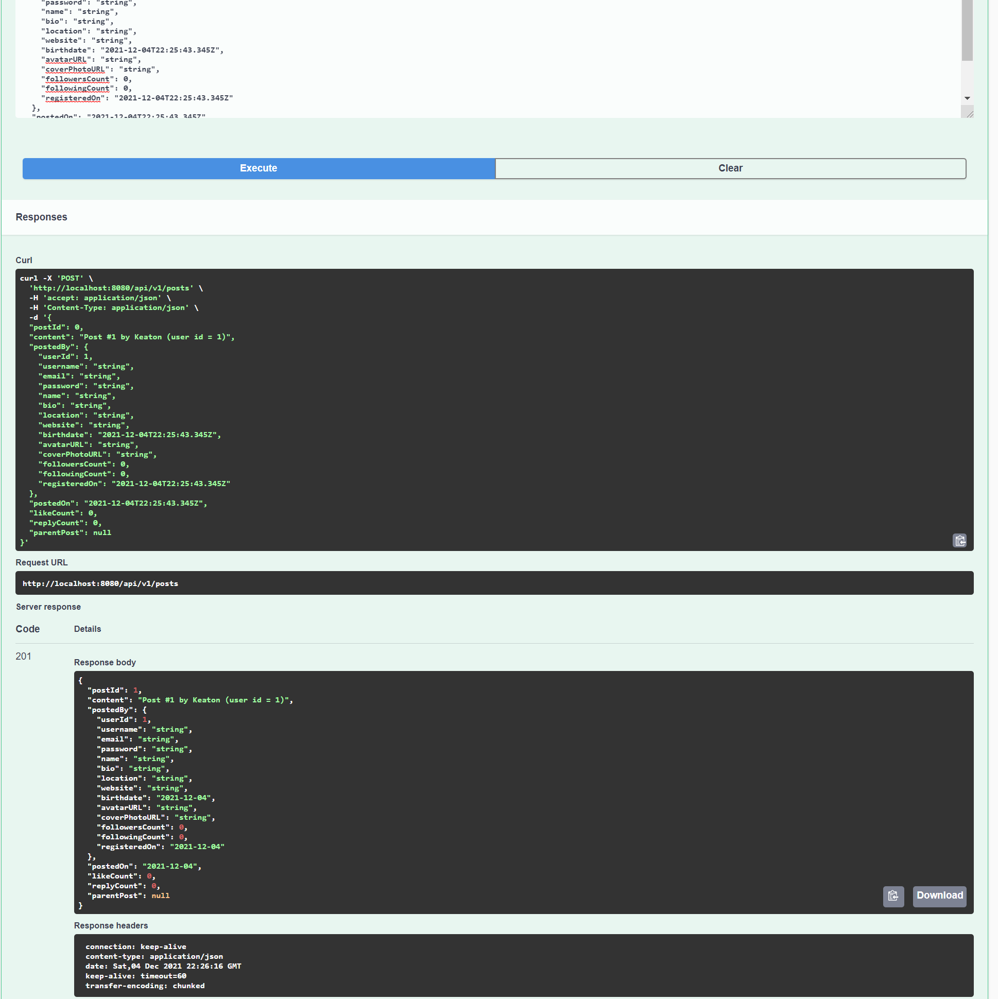 "password": "string",
"name": "string",
"bio": "string",
"location": "string",
"website": "string",
"birthdate": "2021-12-04T22:25:43.345Z",
"avatarURL": "string",
"coverPhotoURL": "string",
"followersCount": 0,
"followingCount": 0,
"registeredOn": "2021-12-04T22:25:43.345Z"
},
"postedOn": "2021-12-04T22:25:43.345Z"
Execute
Clear
Responses
Curl
curl -X 'POST' \
'http://localhost:8080/api/v1/posts' \
-H 'accept: application/json' \
-H 'Content-Type: application/json' \
-d '{
"postId": 0,
"content": "Post #1 by Keaton (user id = 1)",
"postedBy": {
"userId": 1,
"username": "string",
"email": "string",
"password": "string",
"name": "string",
"bio": "string",
"location": "string",
"website": "string",
"birthdate": "2021-12-04T22:25:43.345Z",
"avatarURL": "string",
"coverPhotoURL": "string",
"followersCount": 0,
"followingCount": 0,
"registeredOn": "2021-12-04T22:25:43.345Z"
},
"postedOn": "2021-12-04T22:25:43.345Z",
"likeCount": 0,
"replyCount": 0,
"parentPost": null
}'
Request URL
http://localhost:8080/api/v1/posts
Server response
Code Details
201
Response body
{
"postId": 1,
"content": "Post #1 by Keaton (user id = 1)",
"postedBy": {
"userId": 1,
"username": "string",
"email": "string",
"password": "string",
"name": "string",
"bio": "string",
"location": "string",
"website": "string",
"birthdate": "2021-12-04",
"avatarURL": "string",
"coverPhotoURL": "string",
"followersCount": 0,
"followingCount": 0,
"registeredOn": "2021-12-04"
},
"postedOn": "2021-12-04",
"likeCount": 0,
"replyCount": 0,
"parentPost": null
}
Download
Response headers
connection: keep-alive
content-type: application/json
date: Sat,04 Dec 2021 22:26:16 GMT
keep-alive: timeout=60
transfer-encoding: chunked